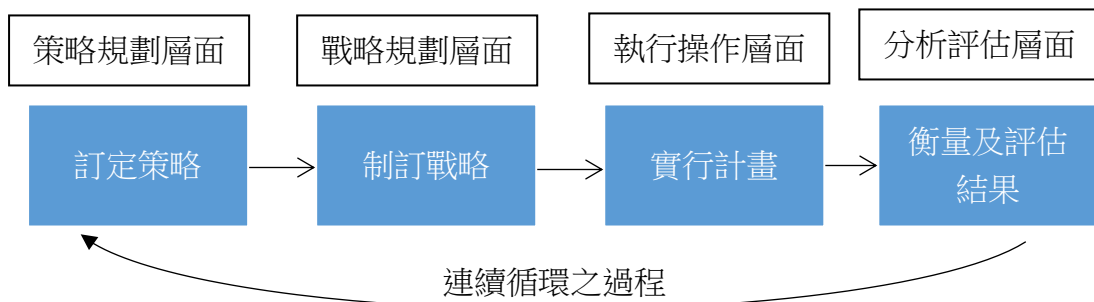 策略規劃層面
戰略規劃層面
執行操作層面
分析評估層面
訂定策略
制訂戰略
實行計畫
衡量及評估
結果
連續循環之過程